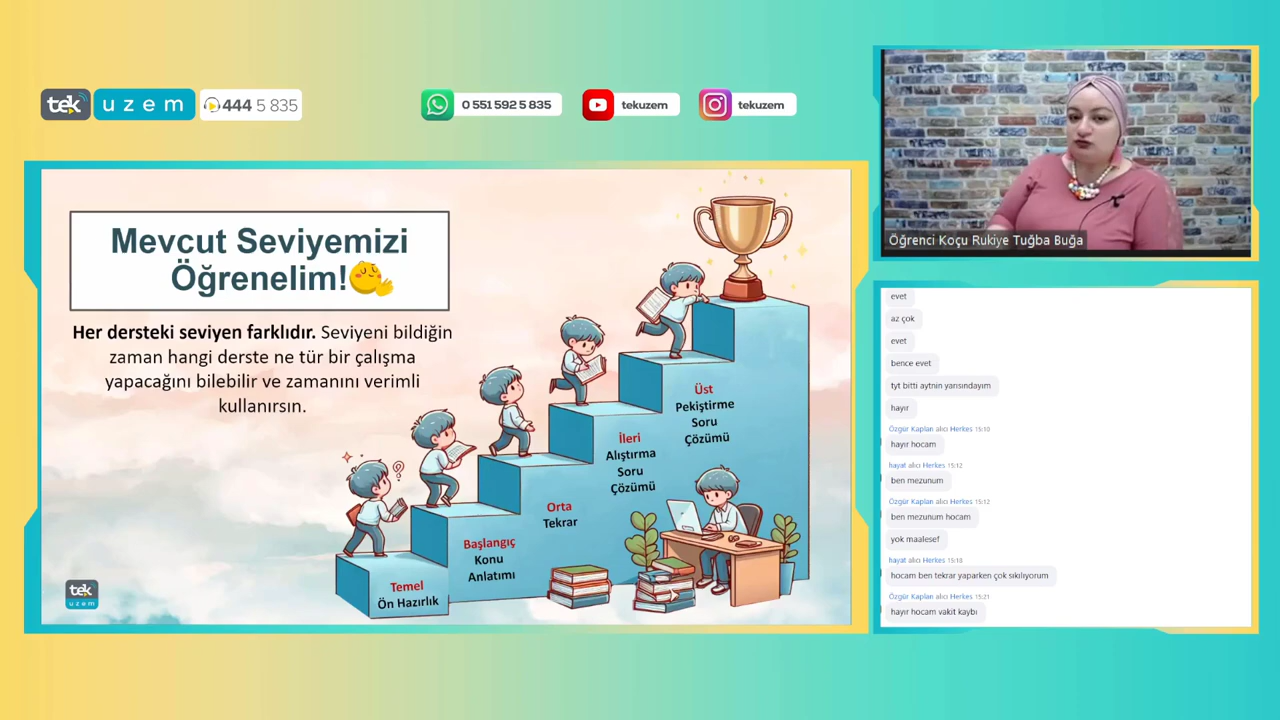 tek
uzem
444 5 835
0 551 592 5 835
tekuzem
tekuzem
Mevcut Seviyemizi
Öğrenelim!
Her dersteki seviyen farklıdır. Seviyeni bildiğin
zaman hangi derste ne tür bir çalışma
yapacağını bilebilir ve zamanını verimli
kullanırsın.
Temel
Ön Hazırlık
Başlangıç
Konu
Anlatımı
Orta
Tekrar
İleri
Alıştırma
Soru
Çözümü
Üst
Pekiştirme
Soru
Çözümü
?
tek
uzem
Öğrenci Koçu Rukiye Tuğba Buğa
evet
az çok
evet
bence evet
tyt bitti aytnin yarısındayım
hayır
Özgür Kaplan alıcı Herkes 15:10
hayır hocam
hayat alıcı Herkes 15:12
ben mezunum
Özgür Kaplan alıcı Herkes 15:12
ben mezunum hocam
yok maalesef
hayat alıcı Herkes 15:18
hocam ben tekrar yaparken çok sıkılıyorum
Özgür Kaplan alıcı Herkes 15:21
hayır hocam vakit kaybı